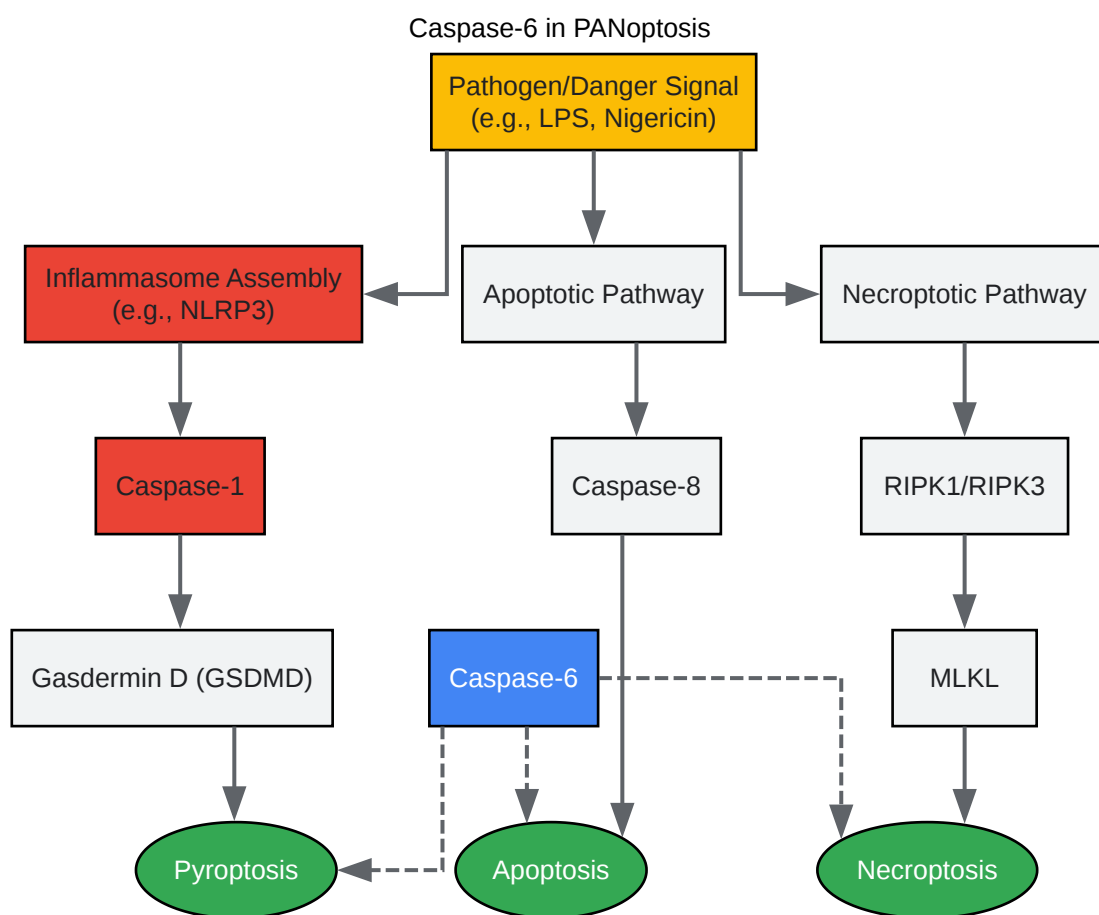 Caspase-6 in PANoptosis
Pathogen/Danger Signal
(e.g., LPS, Nigericin)
Inflammasome Assembly
(e.g., NLRP3)
Apoptotic Pathway
Necroptotic Pathway
Caspase-1
Caspase-8
RIPK1/RIPK3
Gasdermin D (GSDMD)
Caspase-6
MLKL
Pyroptosis
Apoptosis
Necroptosis